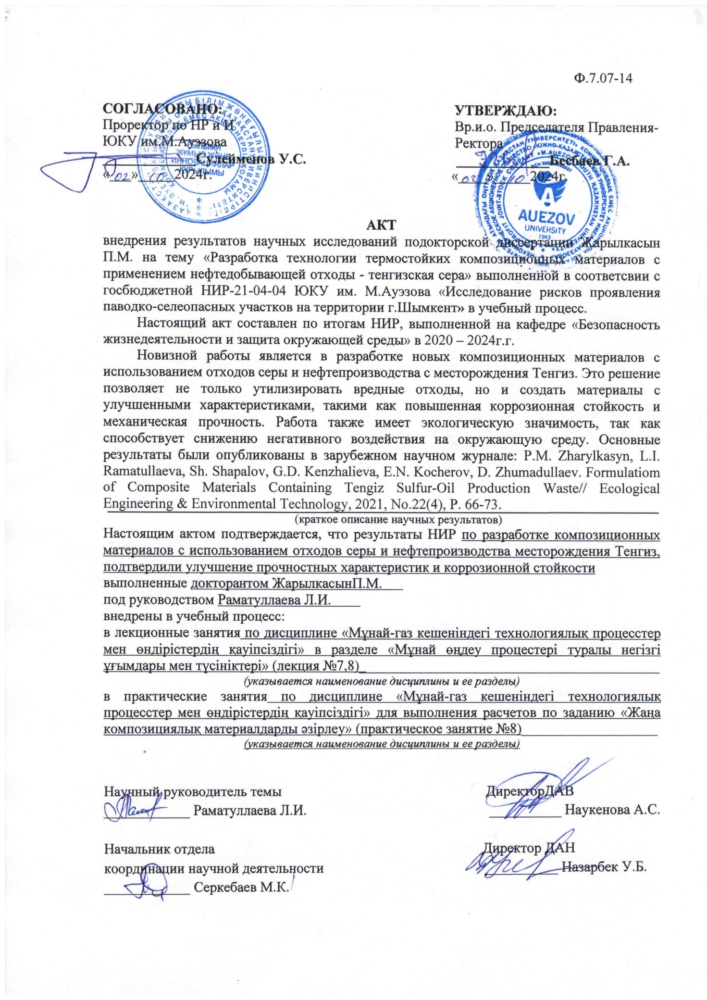 Ф.7.07-14
СОГЛАСОВАНО:
Проректор по НР и И
ЮКУ им.М.Ауэзова
Сулейменов У.С.
«02» 10 2024г.
УТВЕРЖДАЮ:
Вр.и.о. Председателя Правления-
Ректора
Бесбаев Г.А.
«02» 10 2024г.
ҒЫЛЫМИ
ЖҰМЫС ЖӘНЕ
ИННОВАЦИЯЛАР
ҚҰРЫЛЫМЫ
AUEZOV
UNIVERSITY
1943
АКТ
внедрения результатов научных исследований подокторской диссертации Жарылкасын
П.М. на тему «Разработка технологии термостойких композиционных материалов с
применением нефтедобывающей отходы - тенгизская сера» выполненной в соответсвии с
госбюджетной НИР-21-04-04 ЮКУ им. М.Ауэзова «Исследование рисков проявления
паводко-селеопасных участков на территории г.Шымкент» в учебный процесс.
Настоящий акт составлен по итогам НИР, выполненной на кафедре «Безопасность
жизнедеятельности и защита окружающей среды» в 2020 – 2024г.г.
Новизной работы является в разработке новых композиционных материалов с
использованием отходов серы и нефтепроизводства с месторождения Тенгиз. Это решение
позволяет не только утилизировать вредные отходы, но и создать материалы с
улучшенными характеристиками, такими как повышенная коррозионная стойкость и
механическая прочность. Работа также имеет экологическую значимость, так как
способствует снижению негативного воздействия на окружающую среду. Основные
результаты были опубликованы в зарубежном научном журнале: P.M. Zharylkasyn, L.I.
Ramatullaeva, Sh. Shapalov, G.D. Kenzhalieva, E.N. Kocherov, D. Zhumadullaev. Formulatiom
of Composite Materials Containing Tengiz Sulfur-Oil Production Waste// Ecological
Engineering & Environmental Technology, 2021, No.22(4), P. 66-73.
(краткое описание научных результатов)
Настоящим актом подтверждается, что результаты НИР по разработке композиционных
материалов с использованием отходов серы и нефтепроизводства месторождения Тенгиз,
подтвердили улучшение прочностных характеристик и коррозионной стойкости
выполненные докторантом ЖарылкасынП.М.
под руководством Раматуллаева Л.И.
внедрены в учебный процесс:
в лекционные занятия по дисциплине «Мұнай-газ кешеніндегі технологиялық процесстер
мен өндірістердің қауіпсіздігі» в разделе «Мұнай өңдеу процестері туралы негізгі
ұғымдары мен түсініктері» (лекция №7,8)
(указывается наименование дисциплины и ее разделы)
в практические занятия по дисциплине «Мұнай-газ кешеніндегі технологиялық
процесстер мен өндірістердің қауіпсіздігі» для выполнения расчетов по заданию «Жаңа
композициялық материалдарды әзірлеу» (практическое занятие №8)
(указывается наименование дисциплины и ее разделы)
Научный руководитель темы
Раматуллаева Л.И.
ДиректорДАВ
Наукенова А.С.
Начальник отдела
координации научной деятельности
Серкебаев М.К.
Директор ДАН
Назарбек У.Б.